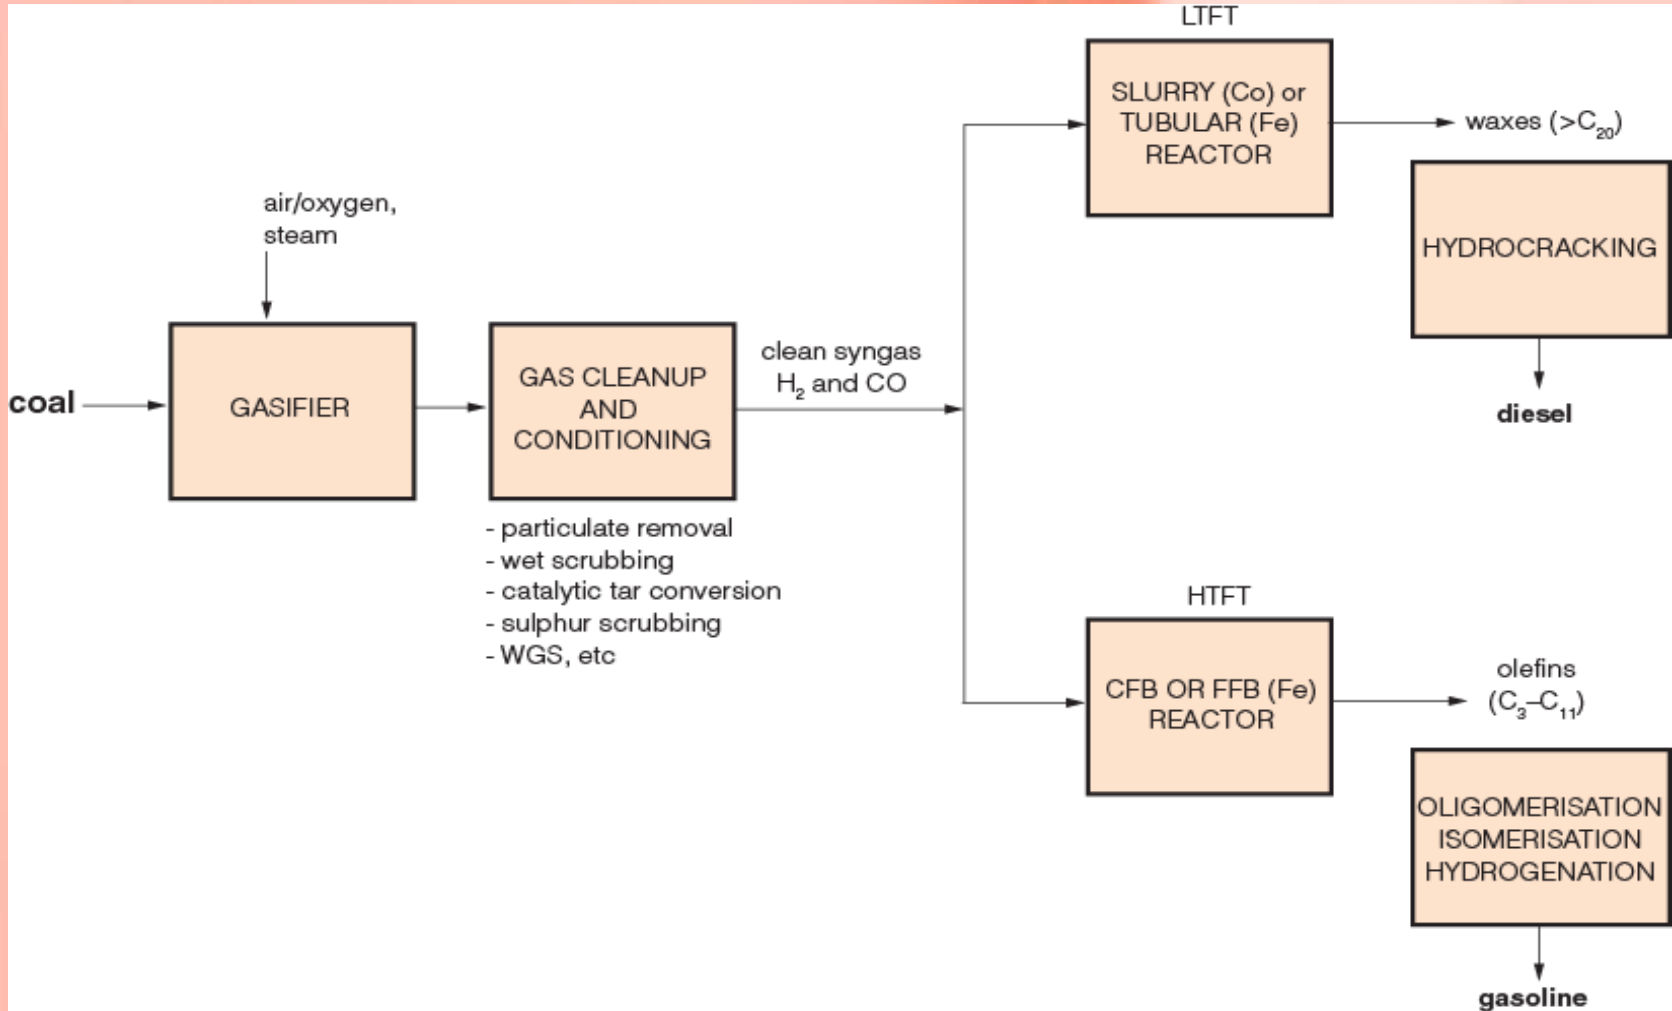 LTFT
SLURRY (Co) or
TUBULAR (Fe)
REACTOR
waxes (>C₂₀)
HYDROCRACKING
diesel
air/oxygen,
steam
coal
GASIFIER
GAS CLEANUP
AND
CONDITIONING
clean syngas
H₂ and CO
- particulate removal
- wet scrubbing
- catalytic tar conversion
- sulphur scrubbing
- WGS, etc
HTFT
CFB OR FFB (Fe)
REACTOR
olefins
(C₃–C₁₁)
OLIGOMERISATION
ISOMERISATION
HYDROGENATION
gasoline